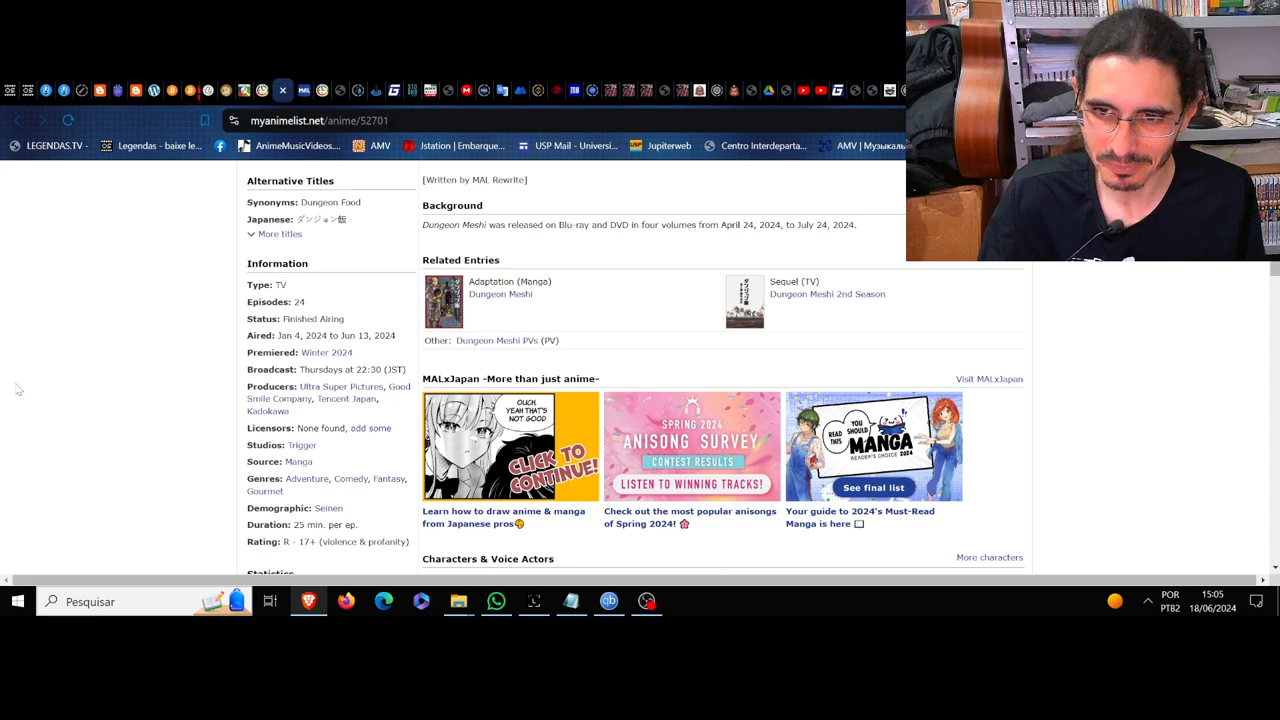 myanimelist.net/anime/52701
LEGENDAS.TV -
Legendas - baixe le...
AnimeMusicVideos....
AMV
Jstation | Embarque...
USP Mail - Universi...
Jupiterweb
Centro Interdeparta...
AMV | Музыкаль
Alternative Titles
Synonyms: Dungeon Food
Japanese: ダンジョン飯
More titles
Information
Type: TV
Episodes: 24
Status: Finished Airing
Aired: Jan 4, 2024 to Jun 13, 2024
Premiered: Winter 2024
Broadcast: Thursdays at 22:30 (JST)
Producers: Ultra Super Pictures, Good
Smile Company, Tencent Japan,
Kadokawa
Licensors: None found, add some
Studios: Trigger
Source: Manga
Genres: Adventure, Comedy, Fantasy,
Gourmet
Demographic: Seinen
Duration: 25 min. per ep.
Rating: R - 17+ (violence & profanity)
Statistics
[Written by MAL Rewrite]
Background
Dungeon Meshi was released on Blu-ray and DVD in four volumes from April 24, 2024, to July 24, 2024.
Related Entries
Adaptation (Manga)
Dungeon Meshi
Sequel (TV)
Dungeon Meshi 2nd Season
Other: Dungeon Meshi PVs (PV)
MALxJapan -More than just anime-
Visit MALxJapan
OUCH,
YEAH THAT'S
NOT GOOD
CLICK TO
CONTINUE!
SPRING 2024
ANISONG SURVEY
CONTEST RESULTS
LISTEN TO WINNING TRACKS!
READ
THIS
YOU
SHOULD
MANGA
READER'S CHOICE 2024
See final list
Learn how to draw anime & manga
from Japanese pros
Check out the most popular anisongs
of Spring 2024!
Your guide to 2024's Must-Read
Manga is here
Characters & Voice Actors
More characters
Pesquisar
POR
PTB2
15:05
18/06/2024